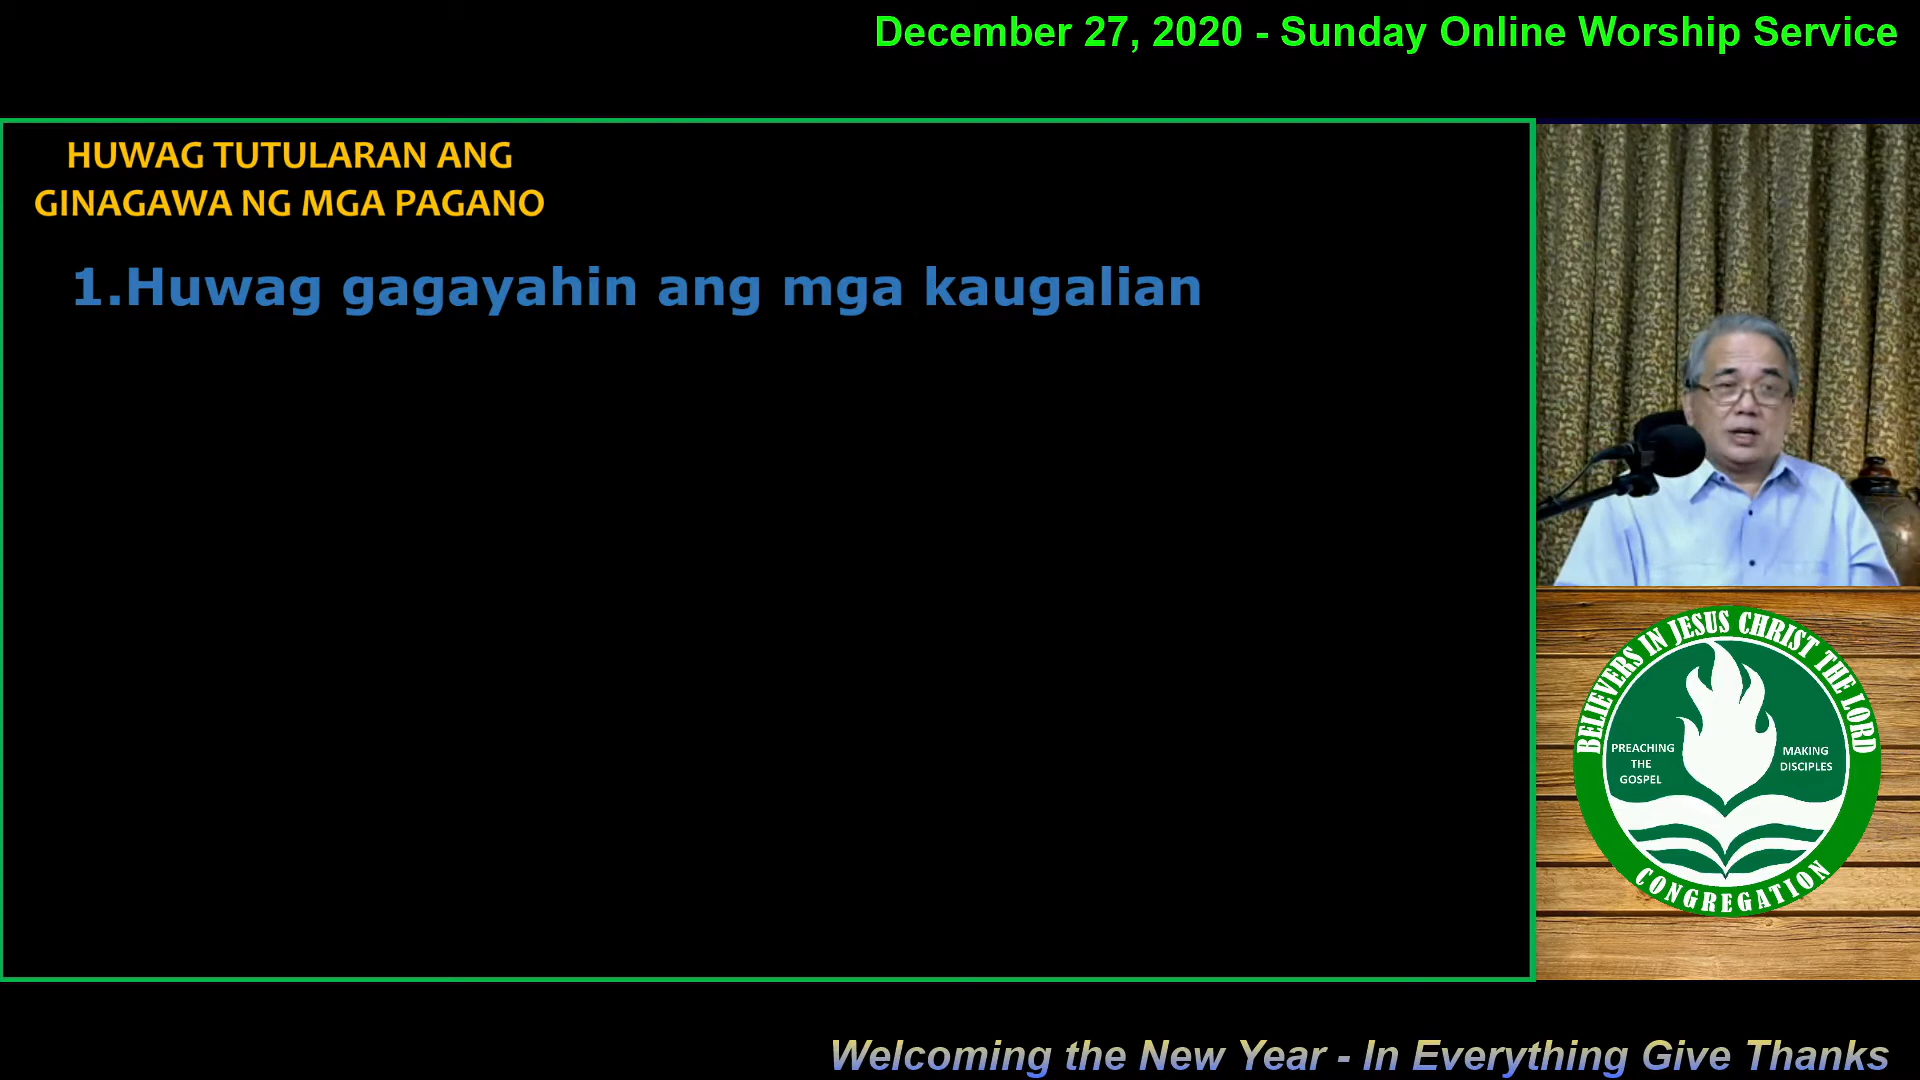 December 27, 2020 - Sunday Online Worship Service
HUWAG TUTULARAN ANG
GINAGAWA NG MGA PAGANO
1.Huwag gagayahin ang mga kaugalian
BELIEVERS IN JESUS CHRIST THE LORD
PREACHING
THE
GOSPEL
MAKING
DISCIPLES
CONGREGATION
Welcoming the New Year - In Everything Give Thanks